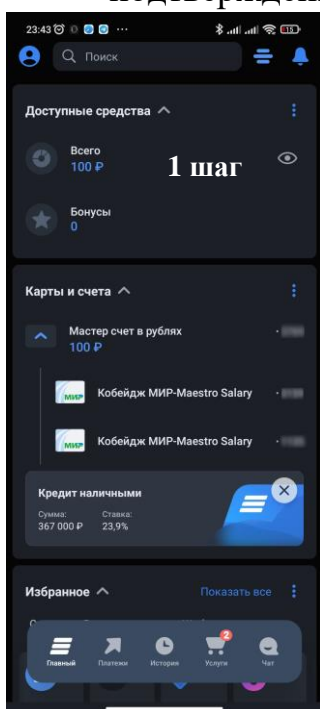 подтвержден
23:43
Поиск
Доступные средства
Всего
100 ₽
1 шаг
Бонусы
0
Карты и счета
Мастер счет в рублях
100 ₽
МИР
Кобейдж МИР-Maestro Salary
МИР
Кобейдж МИР-Maestro Salary
Кредит наличными
Сумма: Ставка:
367 000 ₽ 23,9%
Избранное Показать все
2
Главный Платежи История Услуги Чат